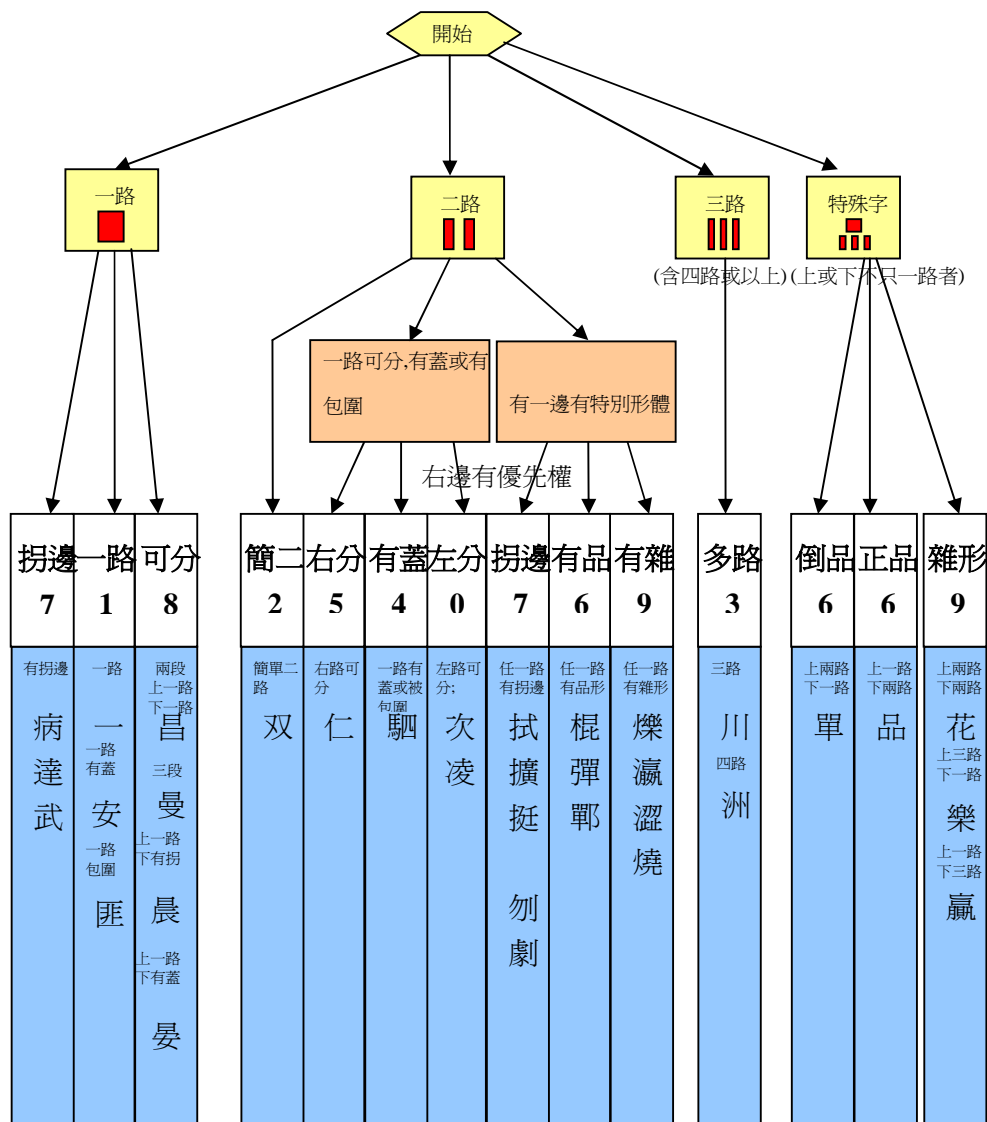 開始
一路
二路
三路
特殊字
(含四路或以上)
(上或下不只一路者)
一路可分,有蓋或有
包圍
有一邊有特別形體
右邊有優先權
拐邊
7
有拐邊
病
達
武
一路
1
一路
一
一路
有蓋
安
一路
包圍
匪
可分
8
兩段
上一路
下一路
昌
三段
曼
上一路
下有拐
晨
上一路
下有蓋
晏
簡二
2
簡單二
路
双
右分
5
右路可
分
仁
有蓋
4
一路有
蓋或被
包圍
駟
左分
0
左路可
分;
次
凌
拐邊
7
任一路
有拐邊
拭
擴
挺
刎
劇
有品
6
任一路
有品形
棍
彈
鄲
有雜
9
任一路
有雜形
爍
瀛
澀
燒
多路
3
三路
川
四路
洲
倒品
6
上兩路
下一路
單
正品
6
上一路
下兩路
品
雜形
9
上兩路
下兩路
花
上三路
下一路
樂
上一路
下三路
贏